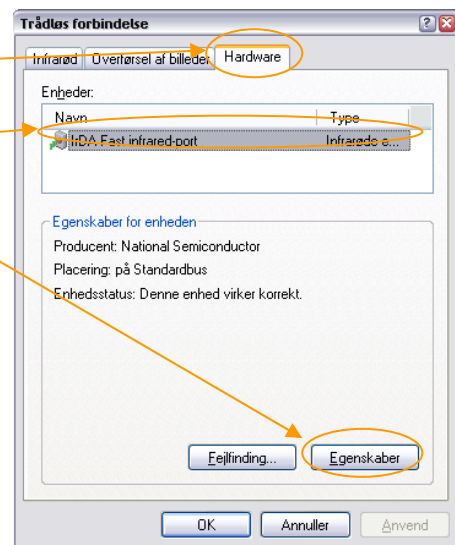 Trådløs forbindelse
Infrarød Overførsel af billeder Hardware
Enheder:
Navn Type
IrDA Fast infrared-port Infrarøde e...
Egenskaber for enheden
Producent: National Semiconductor
Placering: på Standardbus
Enhedsstatus: Denne enhed virker korrekt.
Fejlfinding... Egenskaber
OK Annuller Anvend